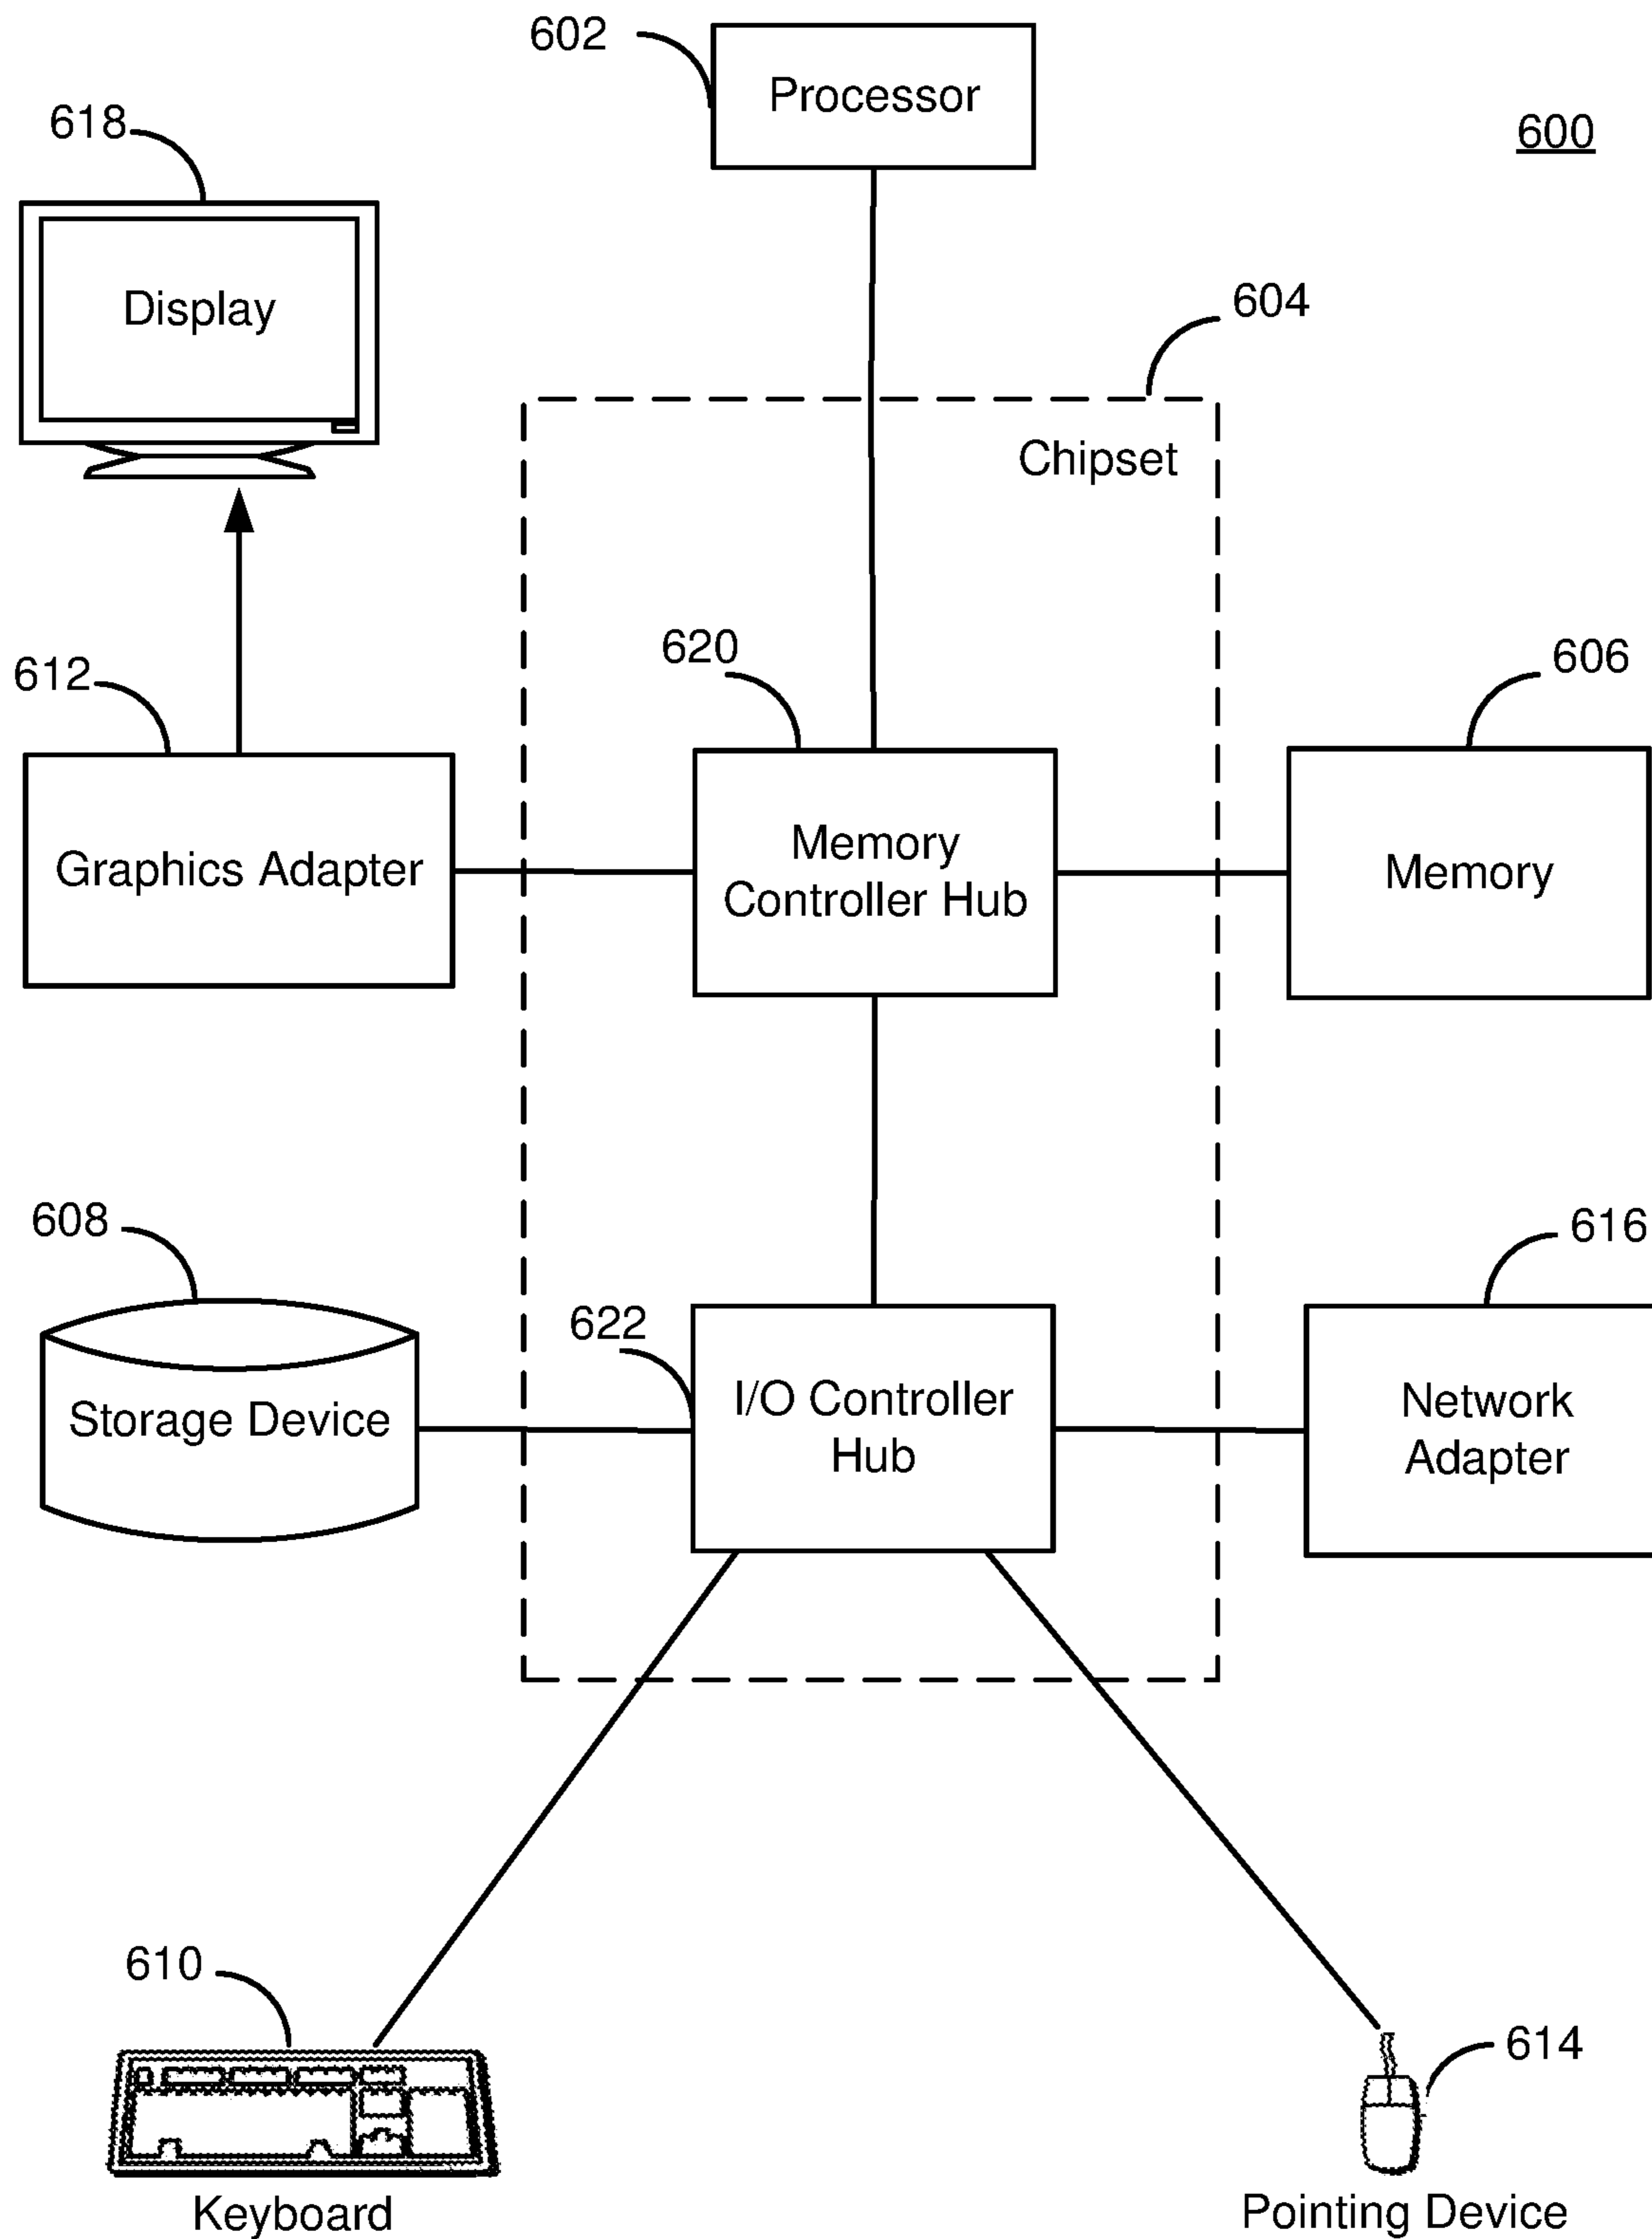 602
Processor
618
600
Display
604
Chipset
620
606
612
Memory
Controller Hub
Graphics Adapter
Memory
608
616
622
I/O Controller
Hub
Storage Device
Network
Adapter
610
614
Keyboard
Pointing Device